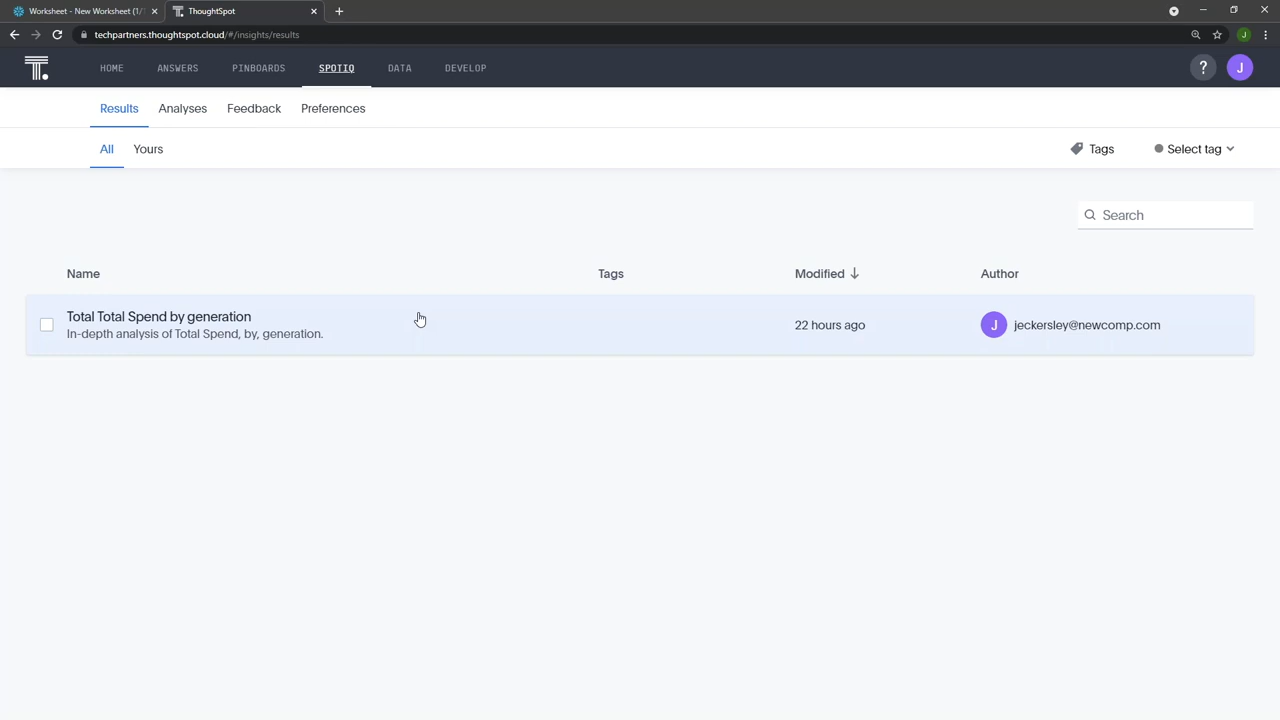 Worksheet - New Worksheet (1/
ThoughtSpot
techpartners.thoughtspot.cloud/#/insights/results
J
T.
HOME
ANSWERS
PINBOARDS
SPOTIQ
DATA
DEVELOP
?
J
Results
Analyses
Feedback
Preferences
All
Yours
Tags
Select tag
Search
Name
Tags
Modified
Author
Total Total Spend by generation
In-depth analysis of Total Spend, by, generation.
22 hours ago
J
jeckersley@newcomp.com